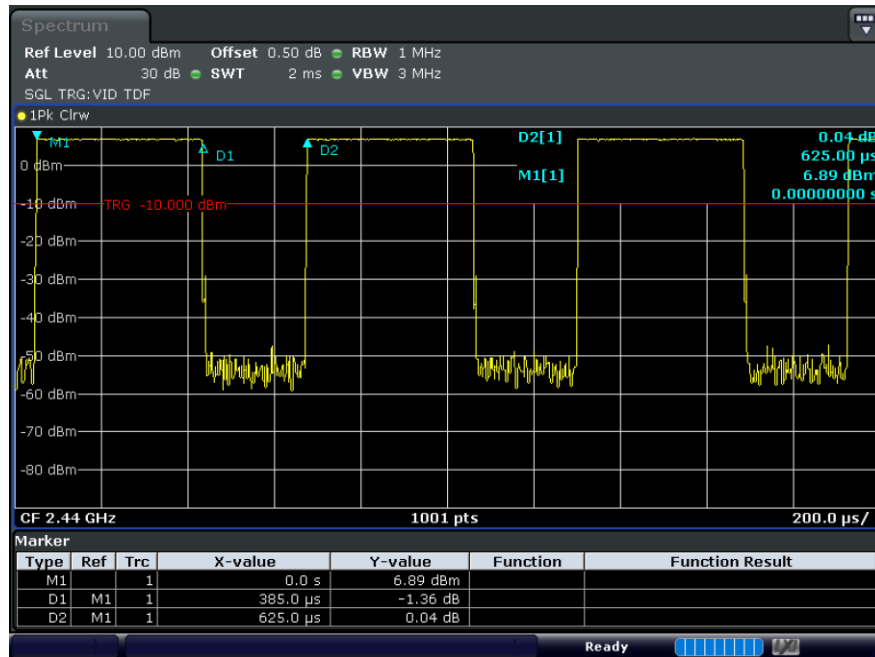 Spectrum
Ref Level 10.00 dBm Offset 0.50 dB RBW 1 MHz
Att 30 dB SWT 2 ms VBW 3 MHz
SGL TRG:VID TDF
1Pk Clrw
M1 D2[1] 0.04 dB
D1 D2 625.00 µs
0 dBm M1[1] 6.89 dBm
0.00000000 s
-10 dBm TRG -10.000 dBm
-20 dBm
-30 dBm
-40 dBm
-50 dBm
-60 dBm
-70 dBm
-80 dBm
CF 2.44 GHz 1001 pts 200.0 µs/
Marker
Type Ref Trc X-value Y-value Function Function Result
M1 1 0.0 s 6.89 dBm
D1 M1 1 385.0 µs -1.36 dB
D2 M1 1 625.0 µs 0.04 dB
Ready